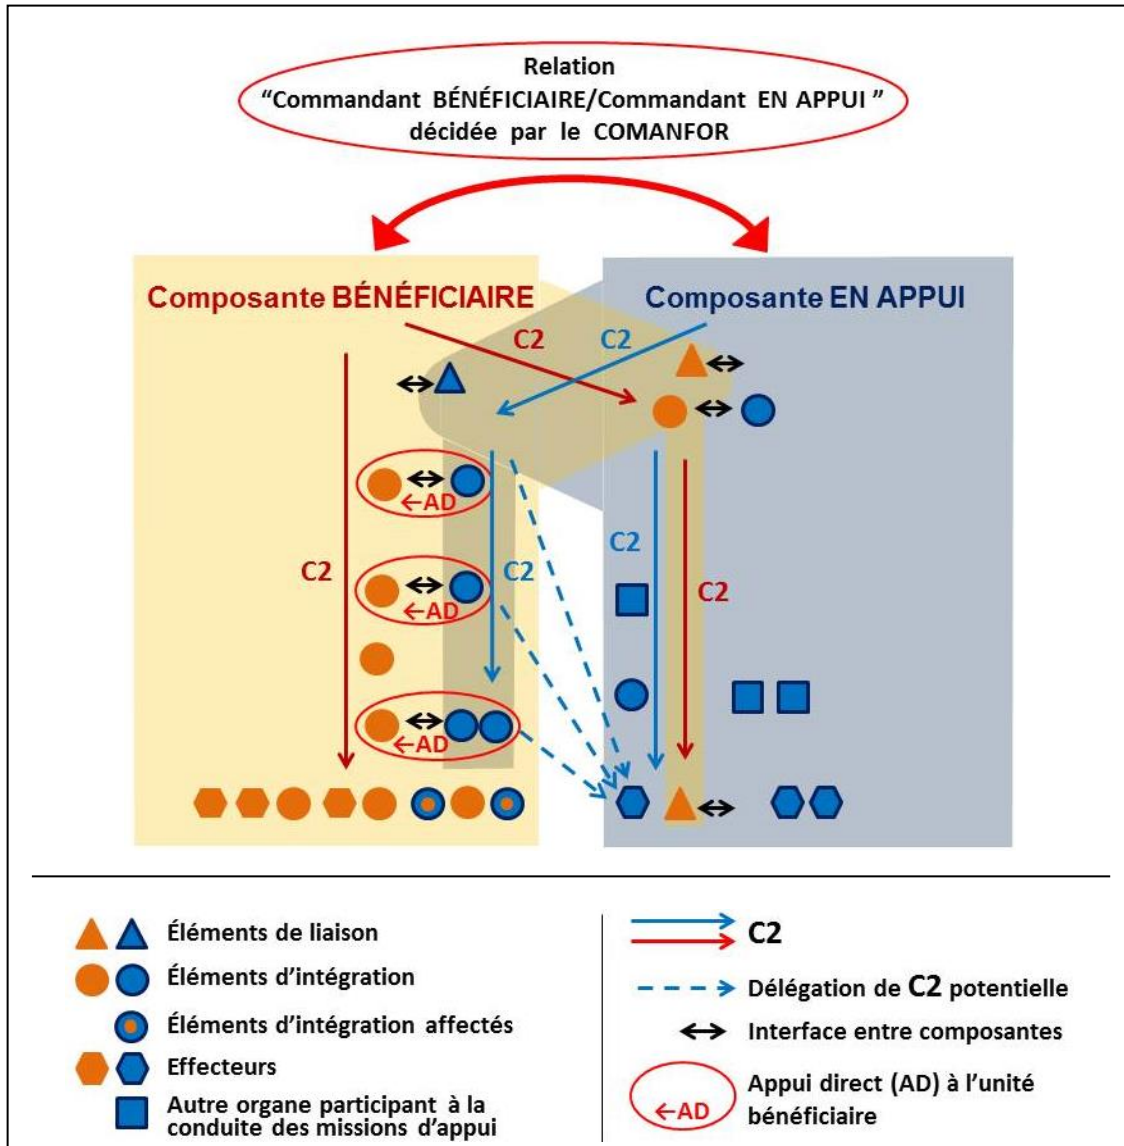 Relation
“Commandant BÉNÉFICIAIRE/Commandant EN APPUI ”
décidée par le COMANFOR
Composante BÉNÉFICIAIRE
Composante EN APPUI
C2
C2
←AD
C2
←AD
C2
C2
C2
←AD
Éléments de liaison
Éléments d’intégration
Éléments d’intégration affectés
Effecteurs
Autre organe participant à la
conduite des missions d’appui
C2
Délégation de C2 potentielle
Interface entre composantes
←AD
Appui direct (AD) à l’unité
bénéficiaire